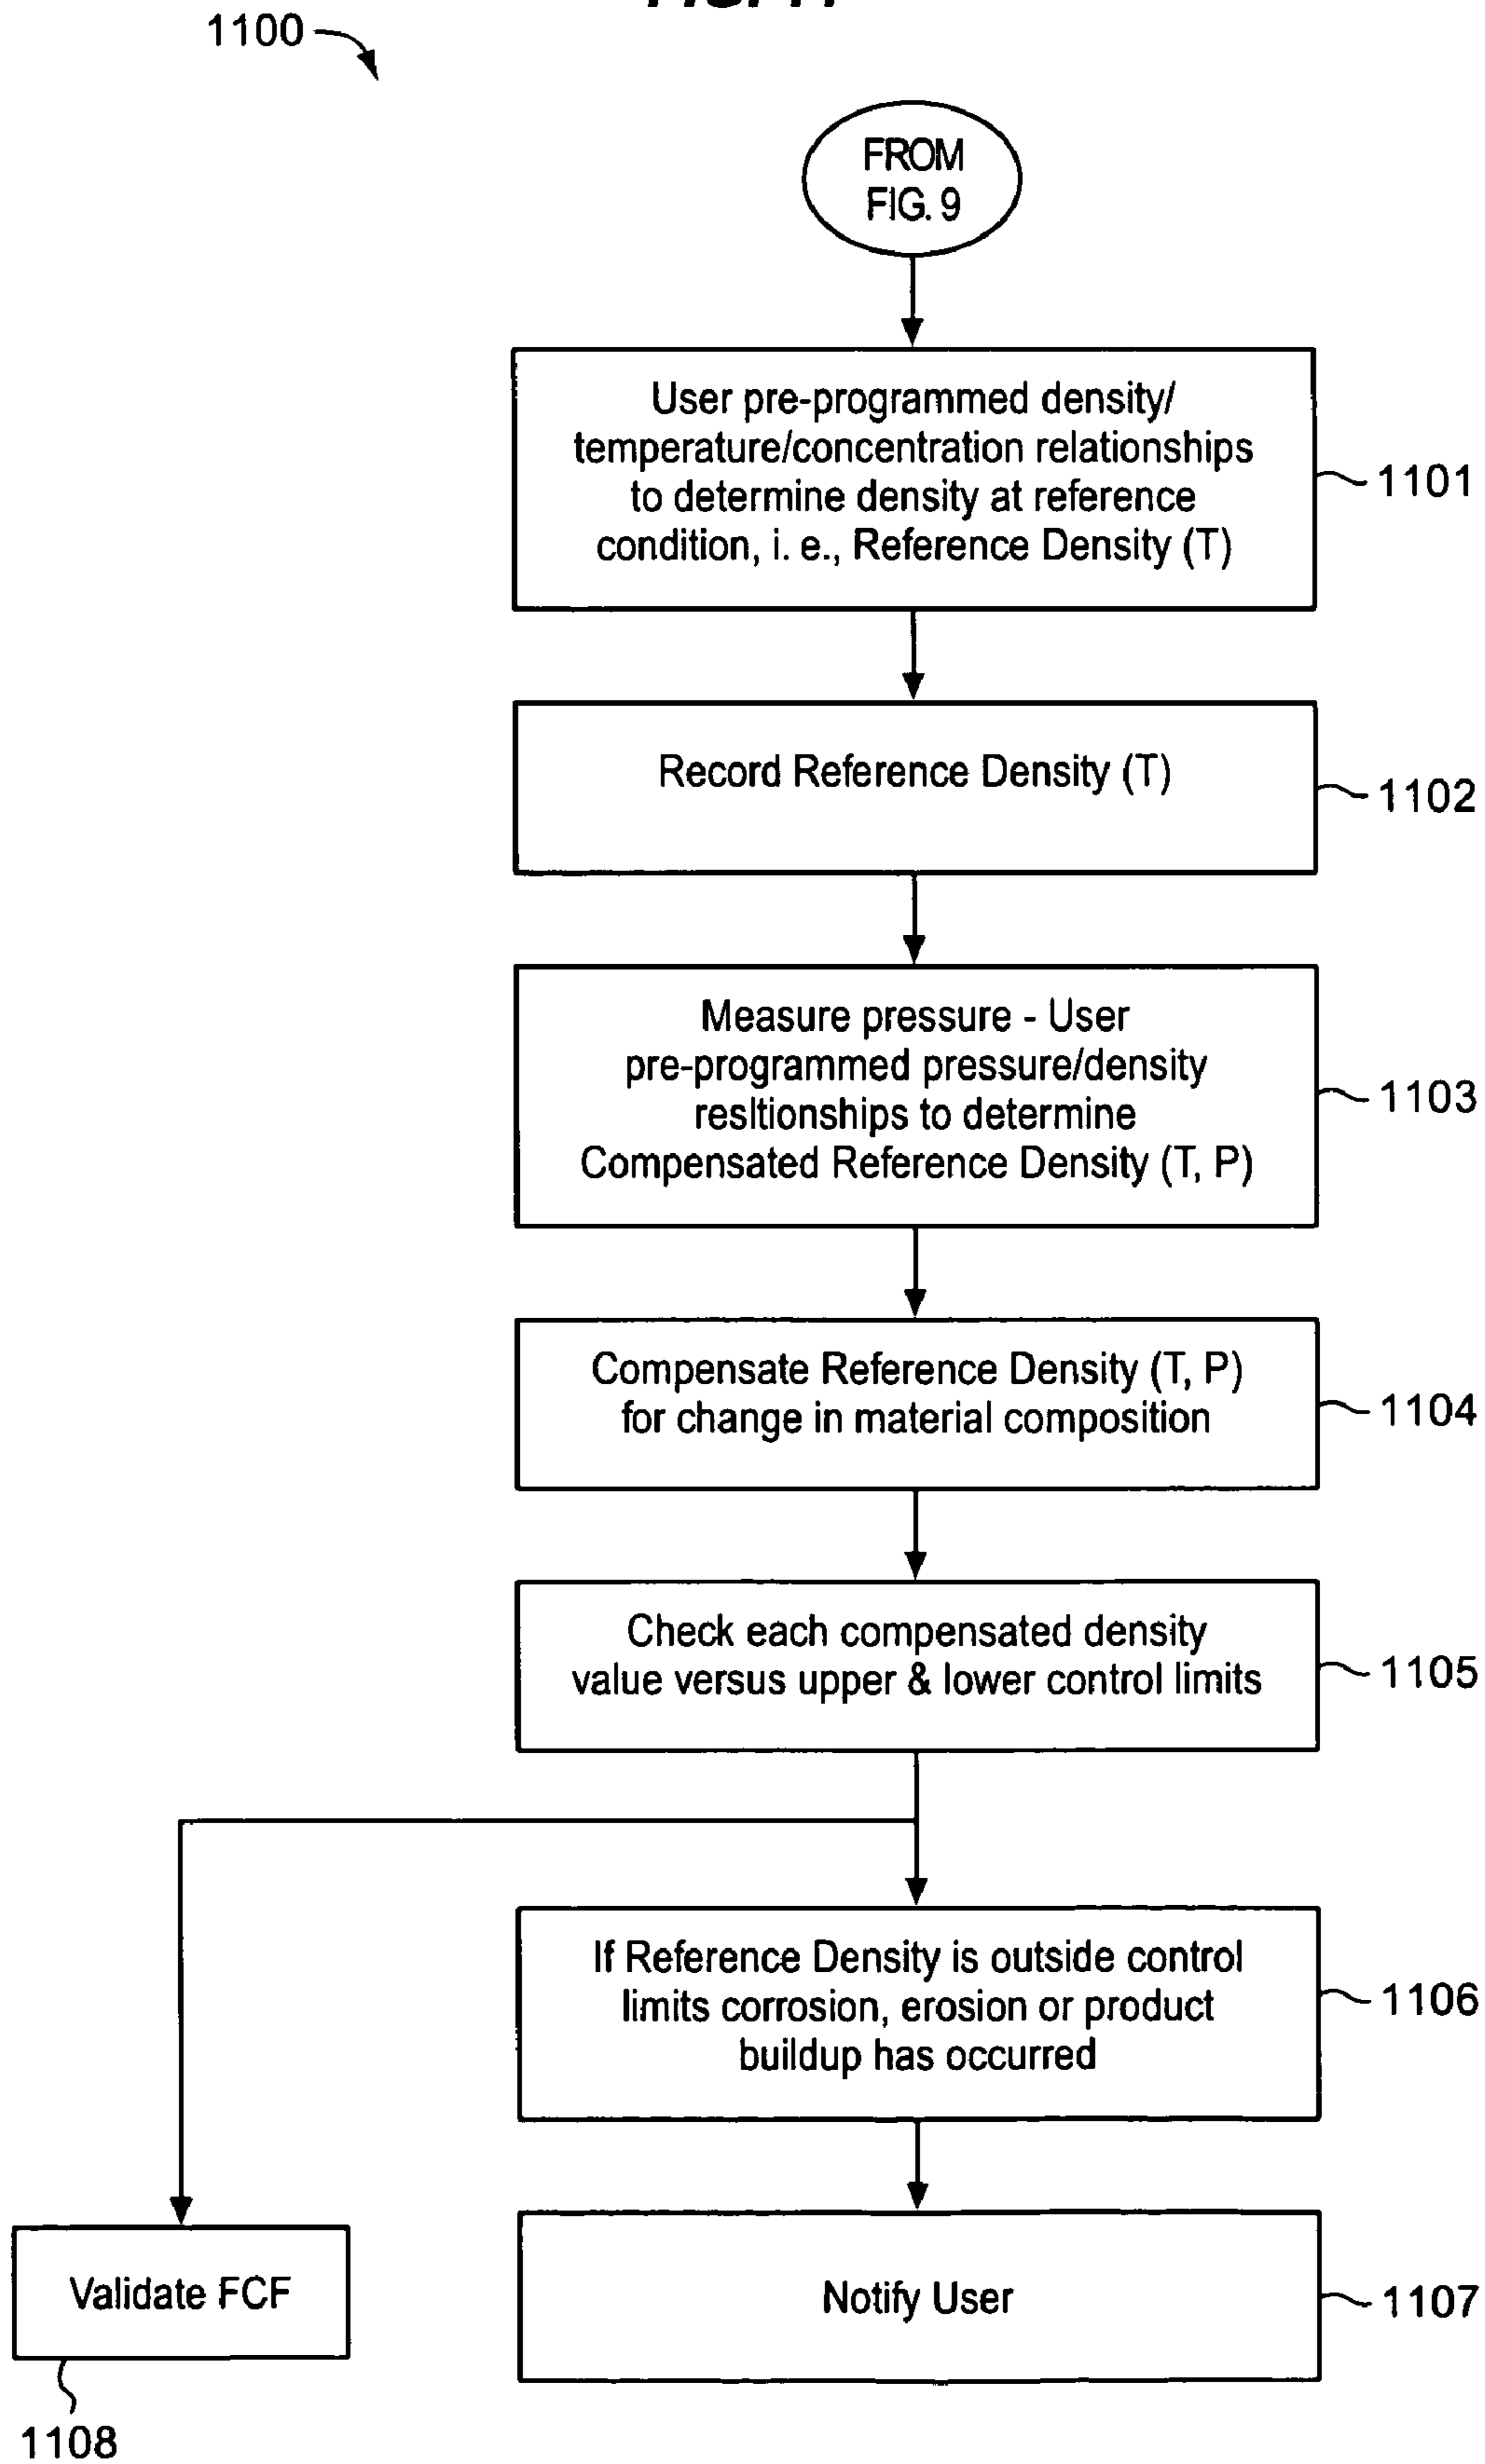 1100
FROM
FIG. 9
User pre-programmed density/
temperature/concentration relationships
to determine density at reference
condition, i. e., Reference Density (T)
1101
Record Reference Density (T)
1102
Measure pressure - User
pre-programmed pressure/density
resltionships to determine
Compensated Reference Density (T, P)
1103
Compensate Reference Density (T, P)
for change in material composition
1104
Check each compensated density
value versus upper & lower control limits
1105
If Reference Density is outside control
limits corrosion, erosion or product
buildup has occurred
1106
Validate FCF
1108
Notify User
1107